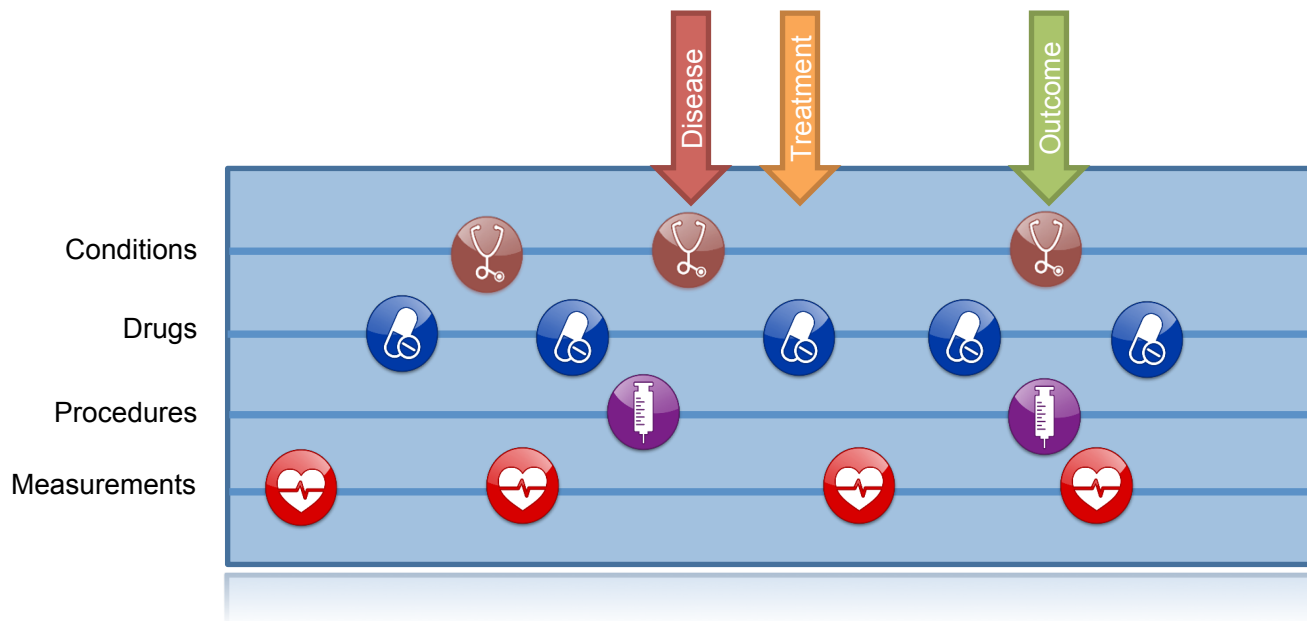 Disease
Treatment
Outcome
Conditions
Drugs
Procedures
Measurements